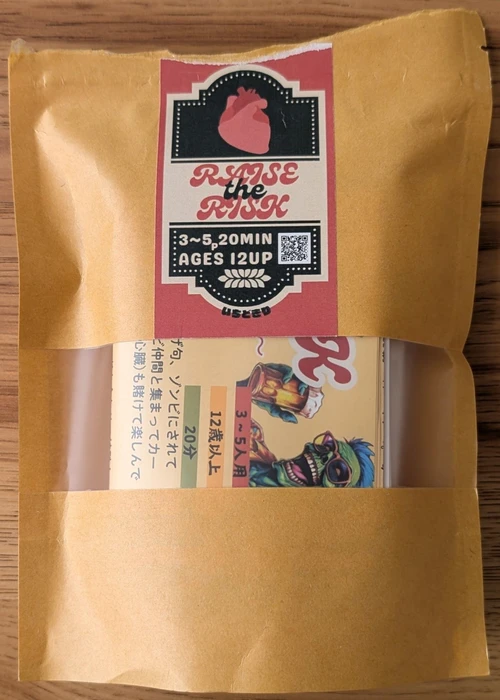 RAISE
the
RISK
3~5P20MIN
AGES 12UP
K
3～5人用
12歳以上
20分
げ句、ゾンビにされて
仲間と集まってカー
心臓)も賭けて楽しんで